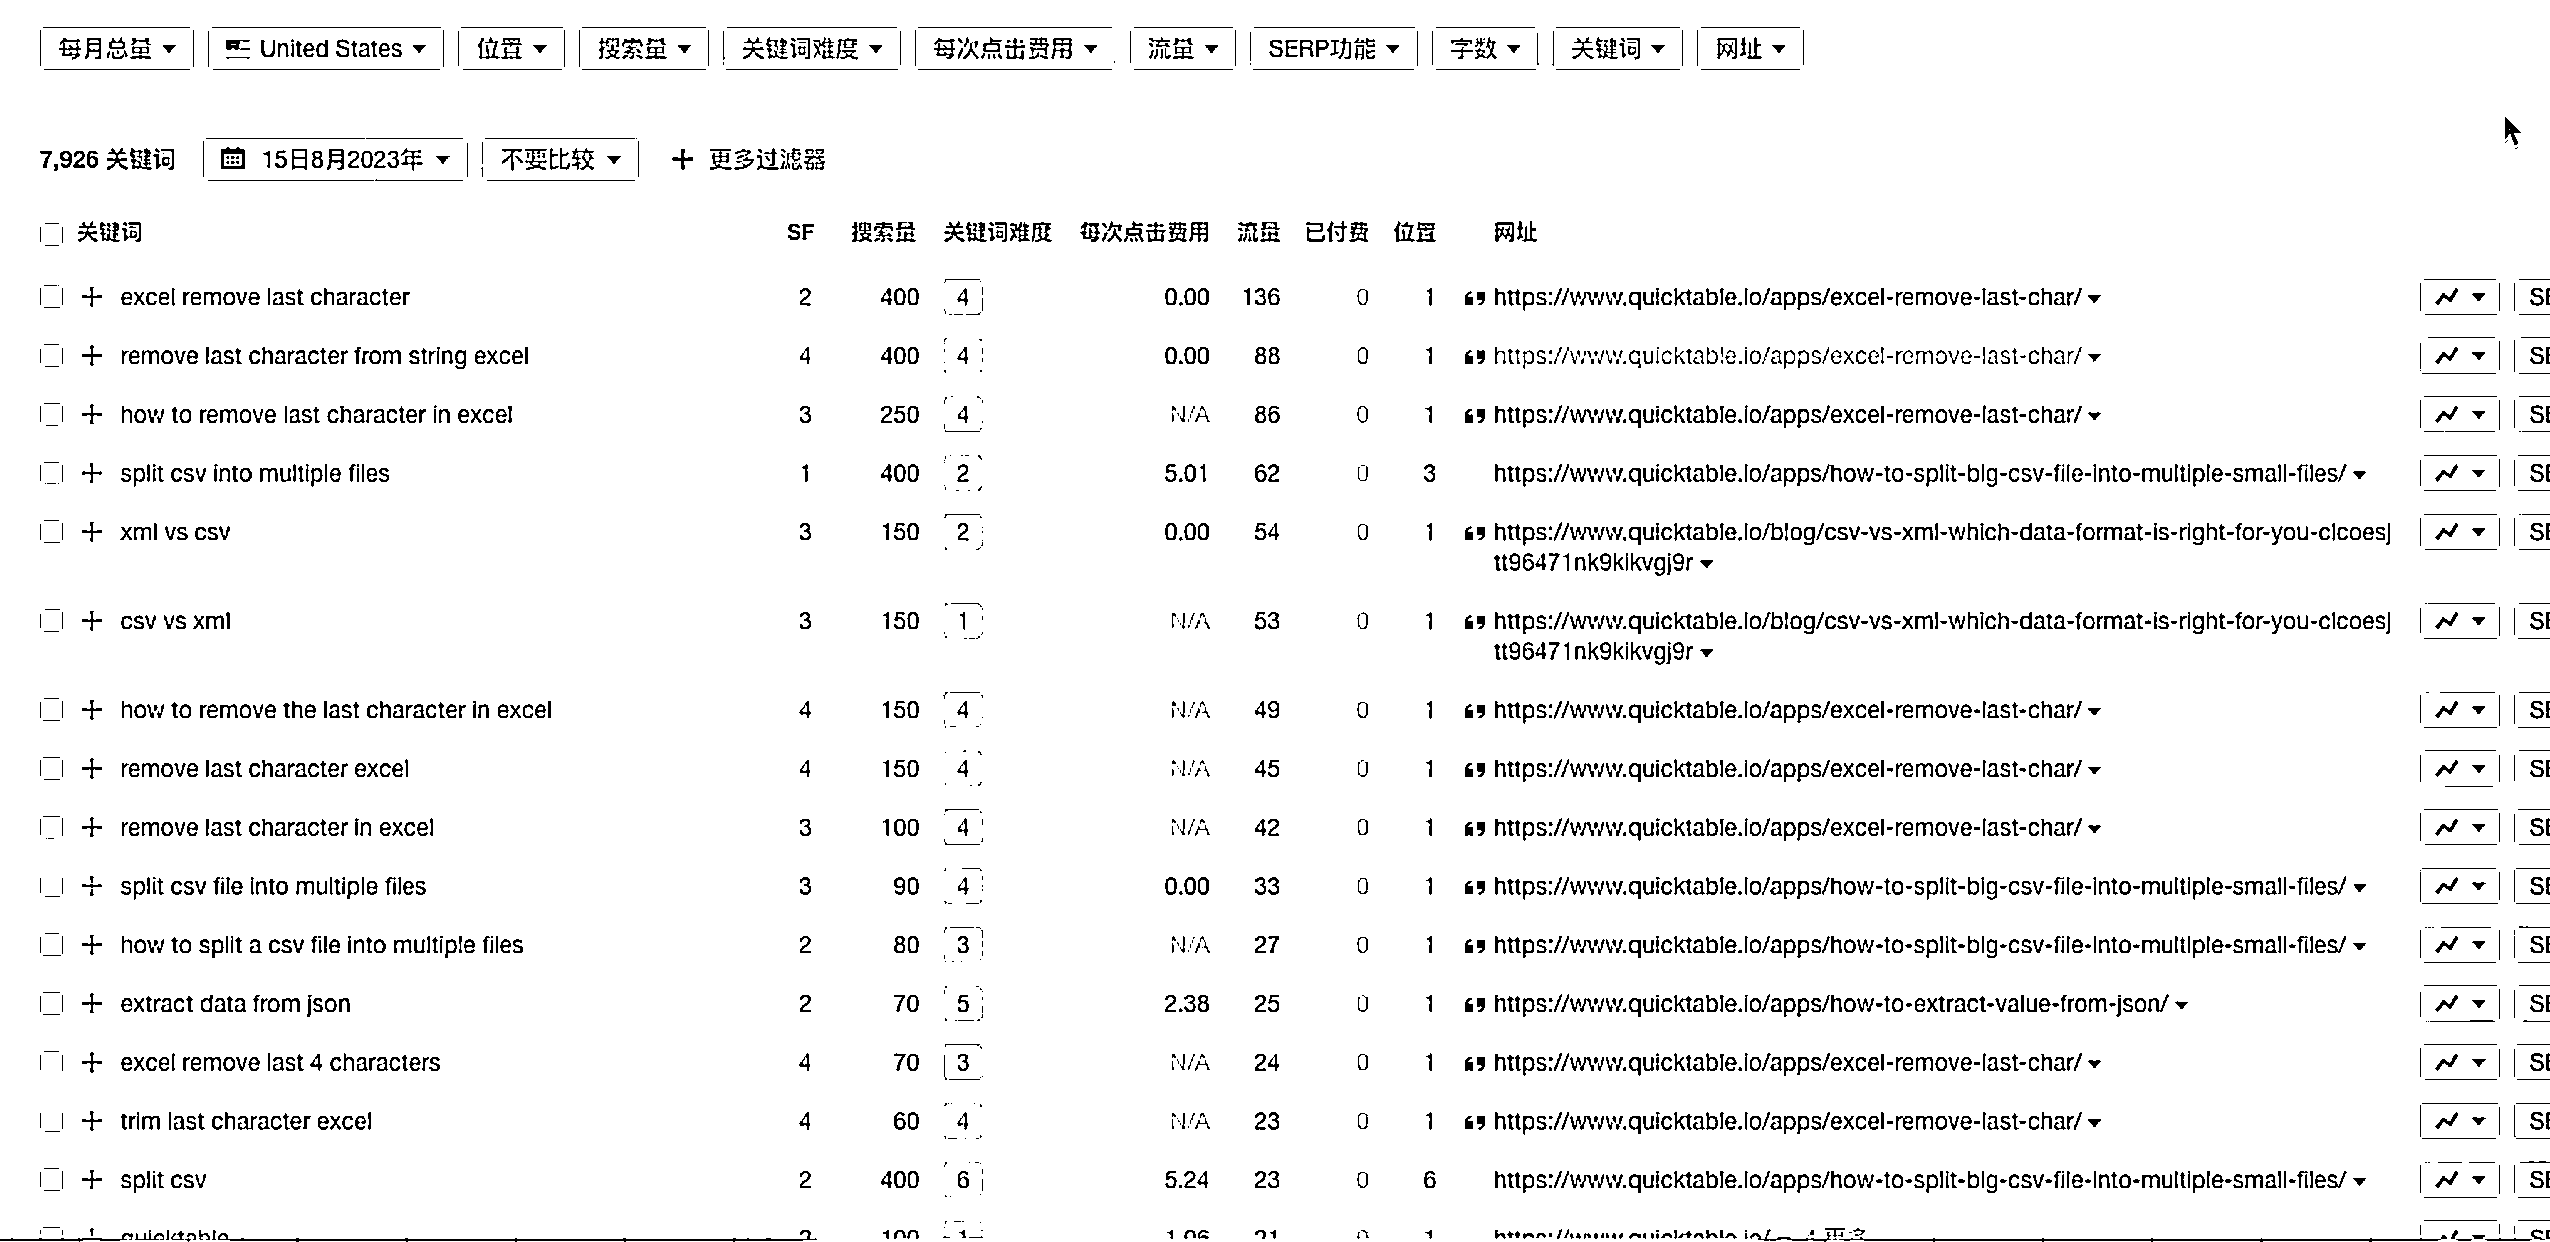 每月总量 United States 位置 搜索量 关键词难度 每次点击费用 流量 SERP功能 字数 关键词 网址
7,926 关键词 15日8月2023年 不要比较 + 更多过滤器
关键词 SF 搜索量 关键词难度 每次点击费用 流量 已付费 位置 网址
excel remove last character 2 400 4 0.00 136 0 1 https://www.quicktable.io/apps/excel-remove-last-char/
remove last character from string excel 4 400 4 0.00 88 0 1 https://www.quicktable.io/apps/excel-remove-last-char/
how to remove last character in excel 3 250 4 N/A 86 0 1 https://www.quicktable.io/apps/excel-remove-last-char/
split csv into multiple files 1 400 2 5.01 62 0 3 https://www.quicktable.io/apps/how-to-split-big-csv-file-into-multiple-small-files/
xml vs csv 3 150 2 0.00 54 0 1 https://www.quicktable.io/blog/csv-vs-xml-which-data-format-is-right-for-you-clcoesj
tt96471nk9kikvgj9r
csv vs xml 3 150 1 N/A 53 0 1 https://www.quicktable.io/blog/csv-vs-xml-which-data-format-is-right-for-you-clcoesj
tt96471nk9kikvgj9r
how to remove the last character in excel 4 150 4 N/A 49 0 1 https://www.quicktable.io/apps/excel-remove-last-char/
remove last character excel 4 150 4 N/A 45 0 1 https://www.quicktable.io/apps/excel-remove-last-char/
remove last character in excel 3 100 4 N/A 42 0 1 https://www.quicktable.io/apps/excel-remove-last-char/
split csv file into multiple files 3 90 4 0.00 33 0 1 https://www.quicktable.io/apps/how-to-split-big-csv-file-into-multiple-small-files/
how to split a csv file into multiple files 2 80 3 N/A 27 0 1 https://www.quicktable.io/apps/how-to-split-big-csv-file-into-multiple-small-files/
extract data from json 2 70 5 2.38 25 0 1 https://www.quicktable.io/apps/how-to-extract-value-from-json/
excel remove last 4 characters 4 70 3 N/A 24 0 1 https://www.quicktable.io/apps/excel-remove-last-char/
trim last character excel 4 60 4 N/A 23 0 1 https://www.quicktable.io/apps/excel-remove-last-char/
split csv 2 400 6 5.24 23 0 6 https://www.quicktable.io/apps/how-to-split-big-csv-file-into-multiple-small-files/
quicktable